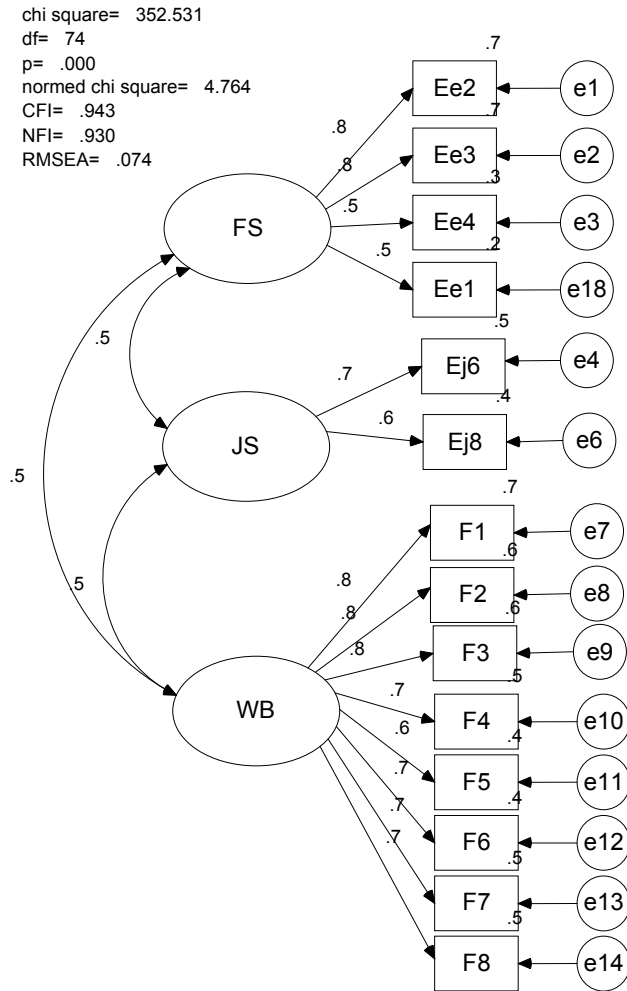 chi square= 352.531
df= 74
p= .000
normed chi square= 4.764
CFI= .943
NFI= .930
RMSEA= .074
.7
Ee2
e1
.8
.7
Ee3
e2
.8
.3
Ee4
e3
.5
.2
Ee1
e18
.5
FS
.5
Ej6
e4
.7
.4
Ej8
e6
.6
.5
JS
.5
.5
.7
F1
e7
.8
.6
F2
e8
.8
.6
F3
e9
.8
.5
F4
e10
.7
.4
F5
e11
.6
.4
F6
e12
.7
.5
F7
e13
.7
.5
F8
e14
.7
WB